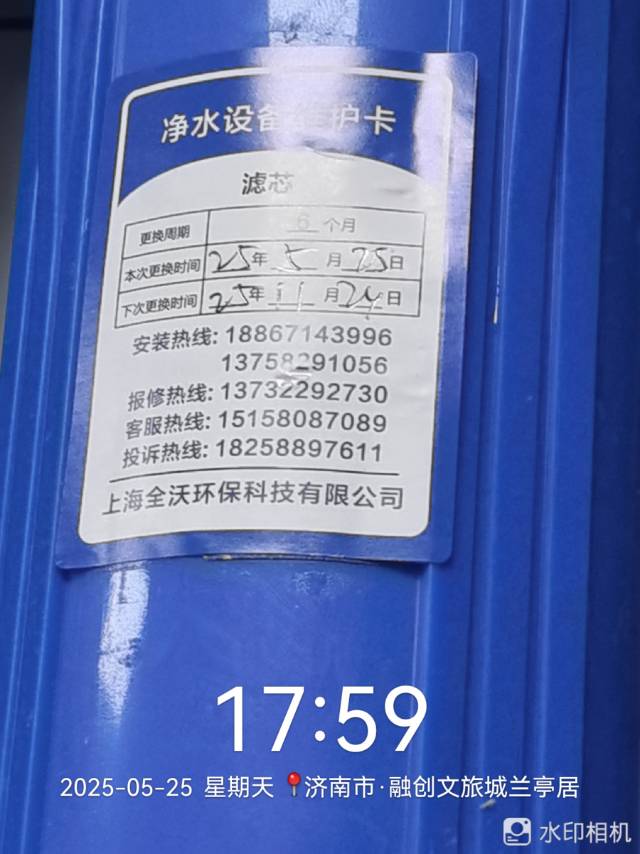 净水设备维护卡
滤芯
更换周期 6 个月
本次更换时间 25年 5 月 25日
下次更换时间 25年 11 月 24日
安装热线: 18867143996
13758291056
报修热线: 13732292730
客服热线: 15158087089
投诉热线: 18258897611
上海全沃环保科技有限公司
17:59
2025-05-25 星期天 📍济南市·融创文旅城兰亭居
水印相机